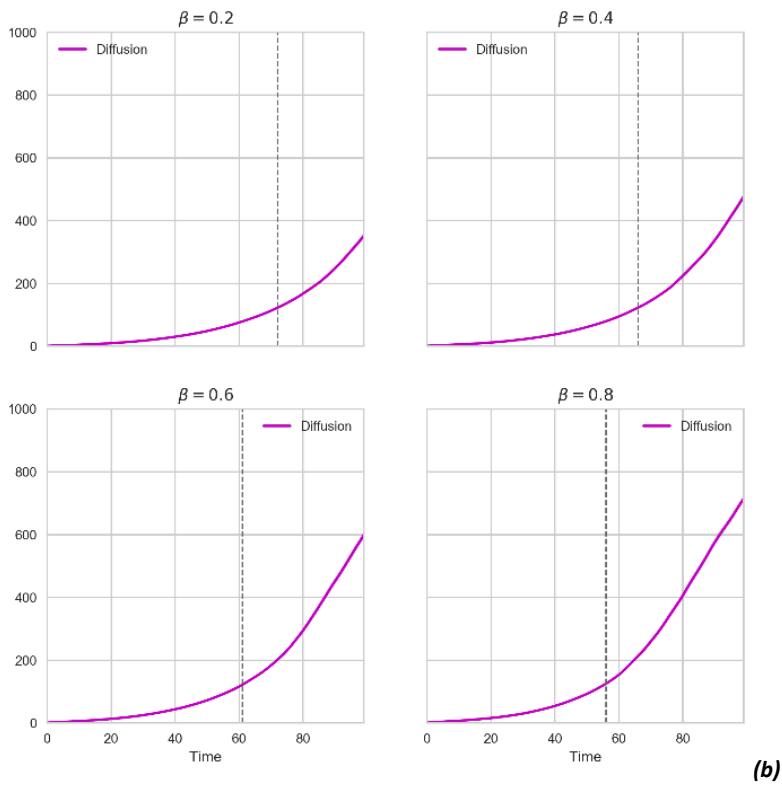 β = 0.2
β = 0.4
1000
800
600
400
200
0
Diffusion
Diffusion
β = 0.6
β = 0.8
1000
800
600
400
200
0
Diffusion
Diffusion
0 20 40 60 80
0 20 40 60 80
Time
Time
(b)